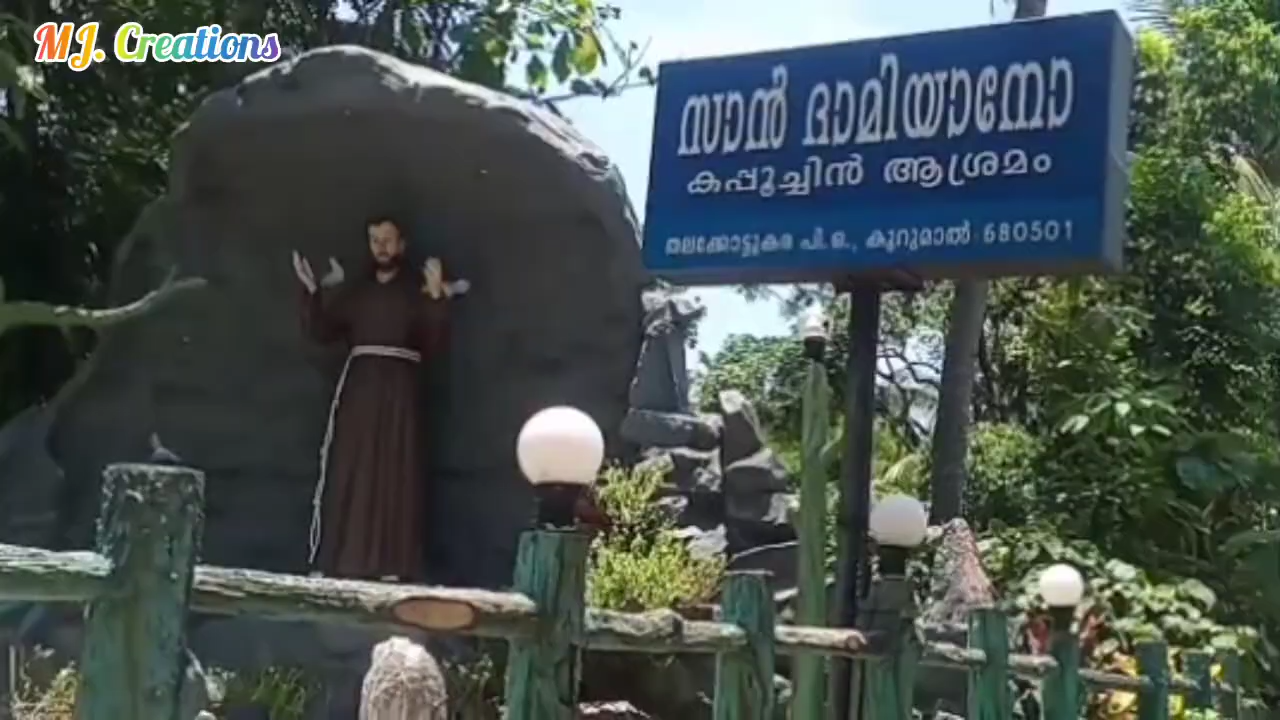 MJ. Creations
സാൻ ദാമിയാനോ
കപ്പൂച്ചിൻ ആശ്രമം
തലക്കോട്ടുകര പി.ഒ., കുറുമാൽ 680501